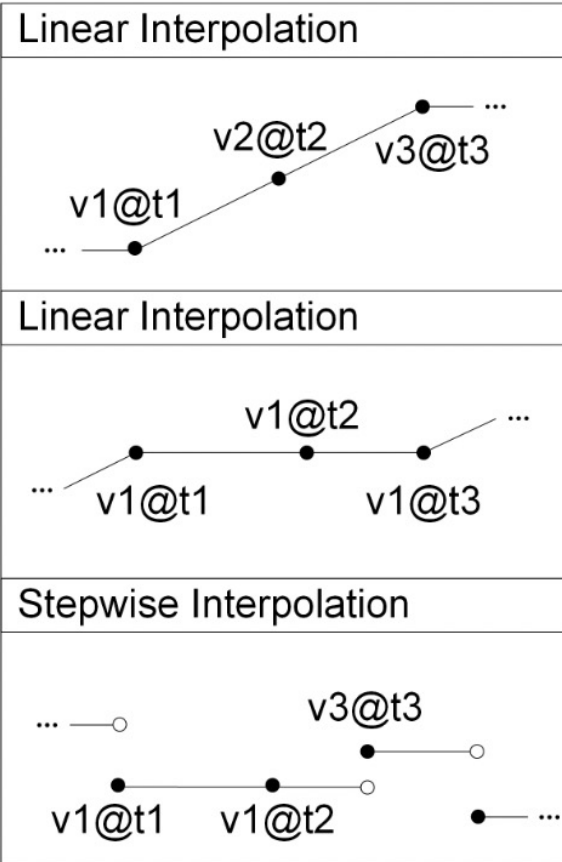 Linear Interpolation
v2@t2
v3@t3
v1@t1
...
...
Linear Interpolation
v1@t2
...
...
v1@t1
v1@t3
Stepwise Interpolation
v3@t3
...
v1@t1
v1@t2
...